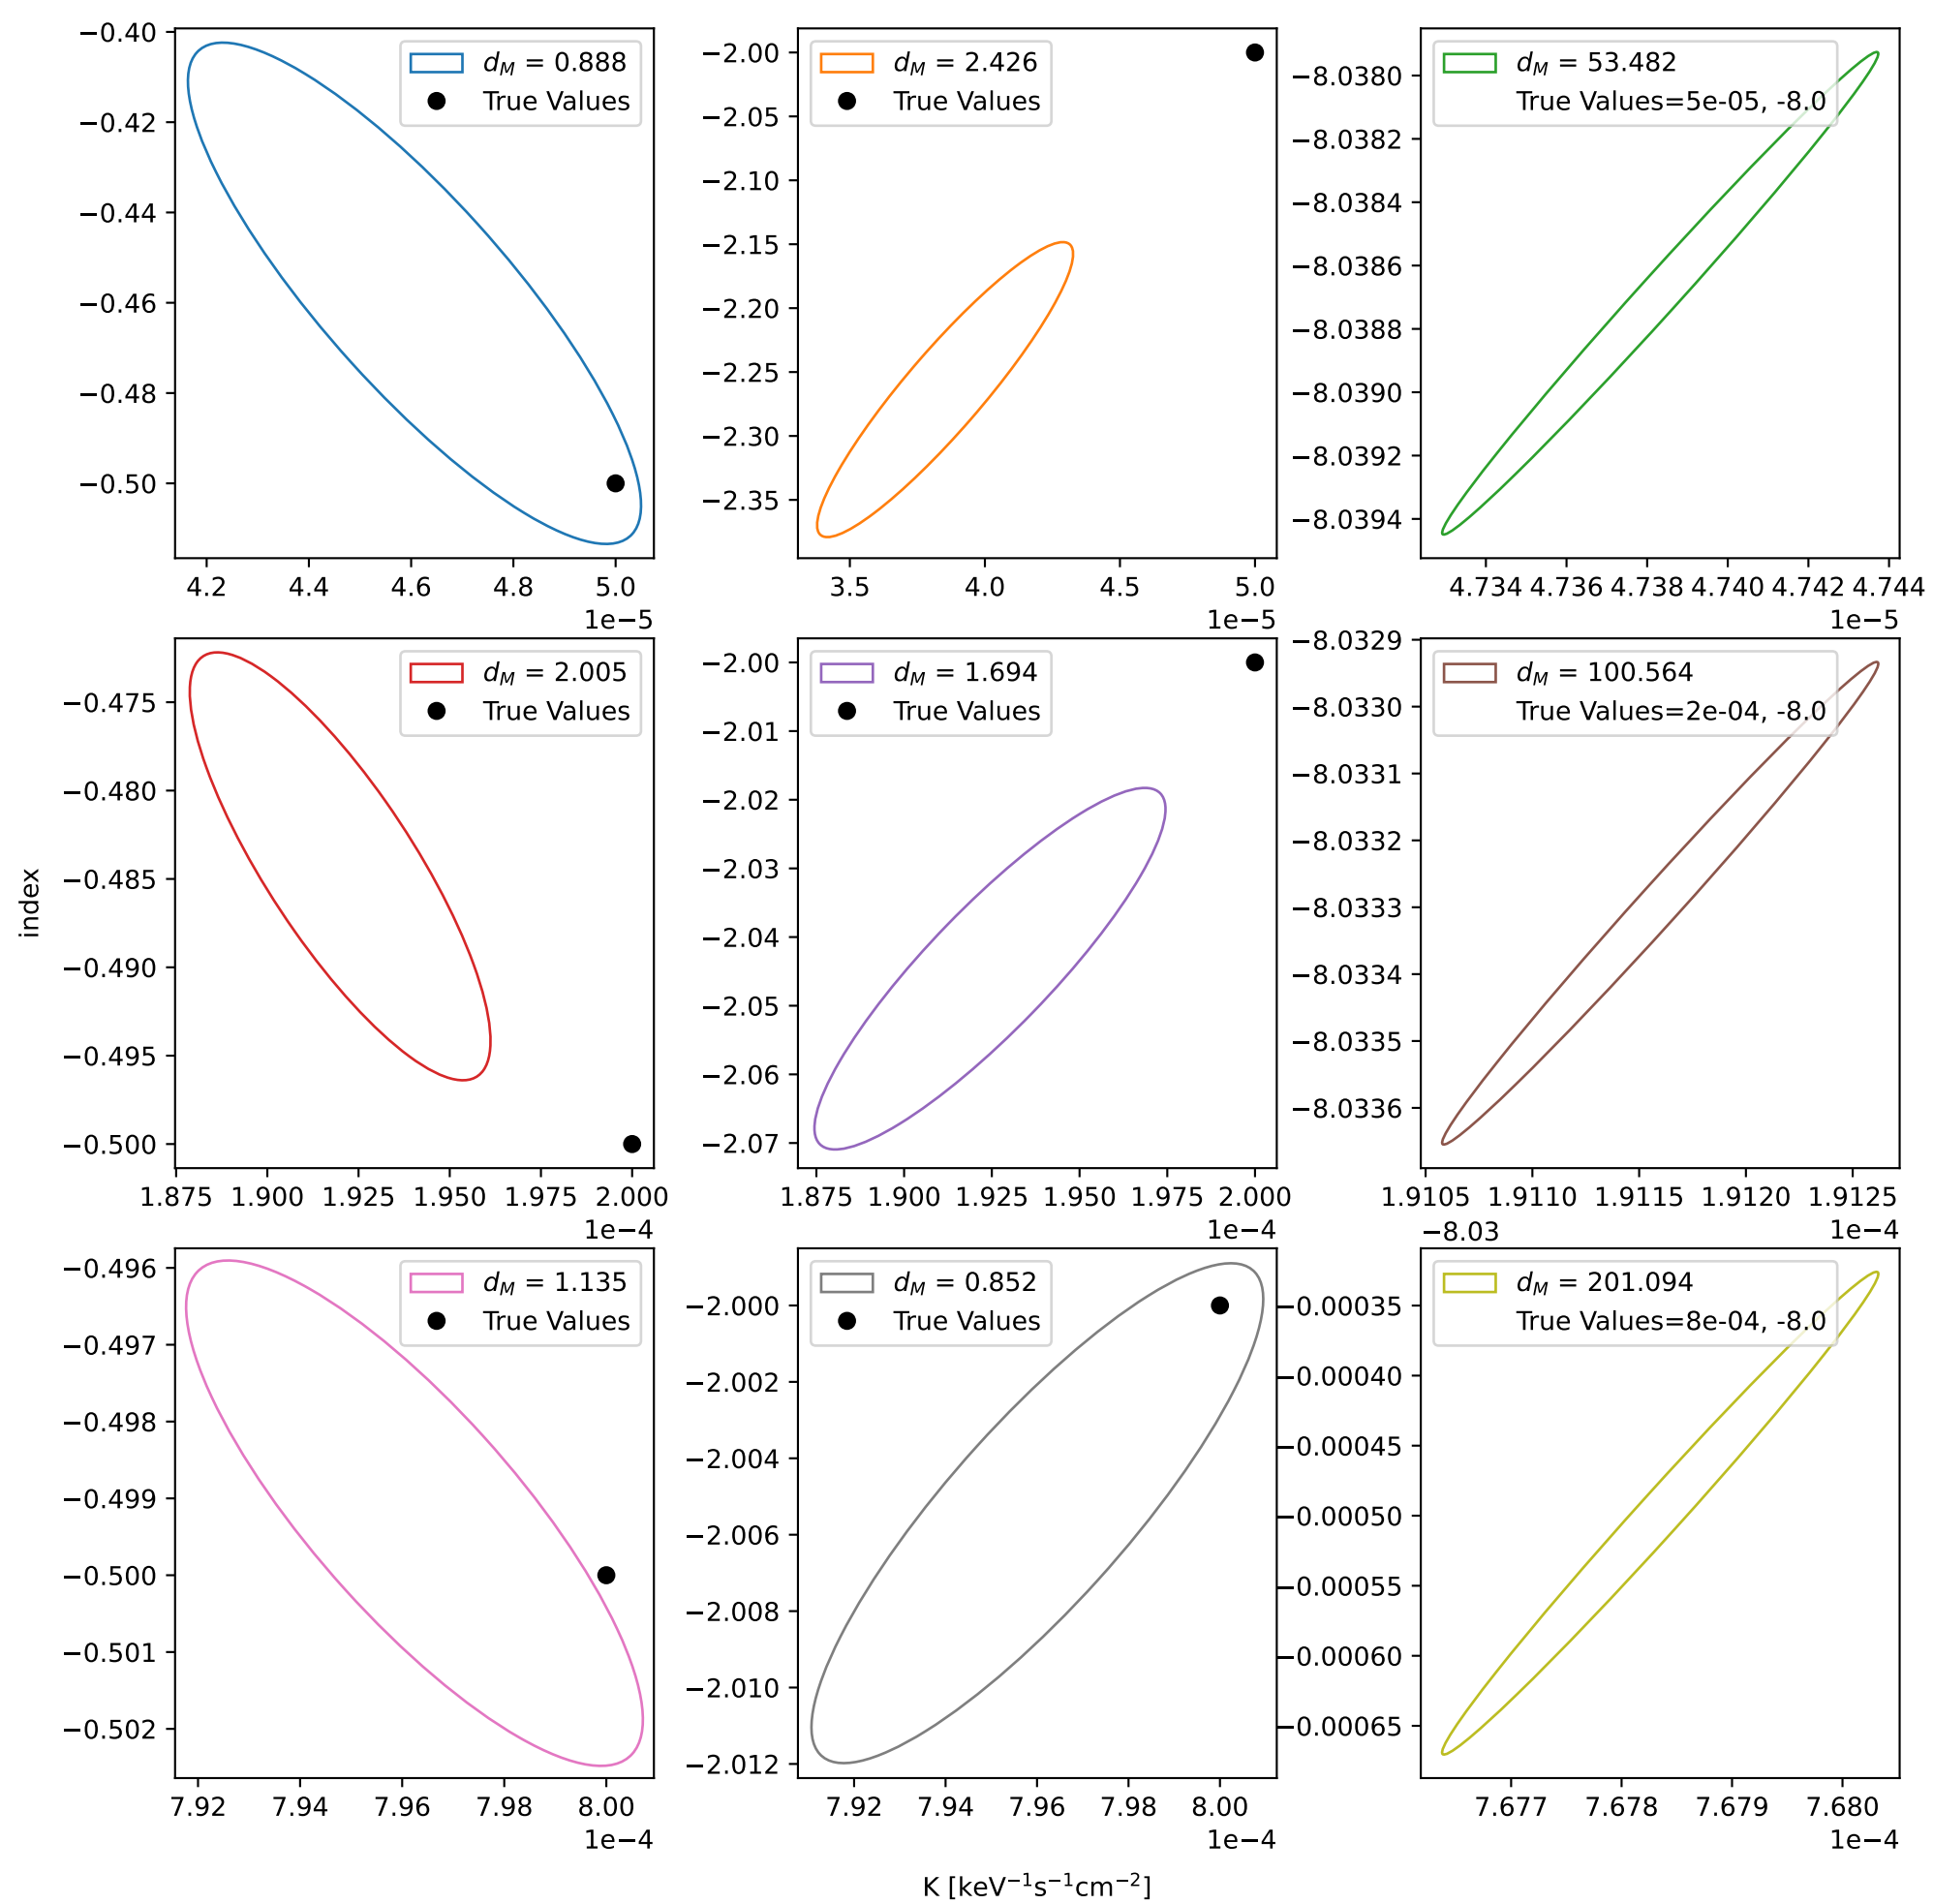 d_M = 0.888
True Values
−0.40
−0.42
−0.44
−0.46
−0.48
−0.50
4.2 4.4 4.6 4.8 5.0
1e−5
d_M = 2.426
True Values
−2.00
−2.05
−2.10
−2.15
−2.20
−2.25
−2.30
−2.35
3.5 4.0 4.5 5.0
1e−5
d_M = 53.482
True Values=5e-05, -8.0
−8.0380
−8.0382
−8.0384
−8.0386
−8.0388
−8.0390
−8.0392
−8.0394
4.734 4.736 4.738 4.740 4.742 4.744
1e−5
index
d_M = 2.005
True Values
−0.475
−0.480
−0.485
−0.490
−0.495
−0.500
1.875 1.900 1.925 1.950 1.975 2.000
1e−4
d_M = 1.694
True Values
−2.00
−2.01
−2.02
−2.03
−2.04
−2.05
−2.06
−2.07
1.875 1.900 1.925 1.950 1.975 2.000
1e−4
d_M = 100.564
True Values=2e-04, -8.0
−8.0329
−8.0330
−8.0331
−8.0332
−8.0333
−8.0334
−8.0335
−8.0336
1.9105 1.9110 1.9115 1.9120 1.9125
1e−4
d_M = 1.135
True Values
−0.496
−0.497
−0.498
−0.499
−0.500
−0.501
−0.502
7.92 7.94 7.96 7.98 8.00
1e−4
d_M = 0.852
True Values
−2.000
−2.002
−2.004
−2.006
−2.008
−2.010
−2.012
7.92 7.94 7.96 7.98 8.00
1e−4
−8.03
d_M = 201.094
True Values=8e-04, -8.0
−0.00035
−0.00040
−0.00045
−0.00050
−0.00055
−0.00060
−0.00065
7.677 7.678 7.679 7.680
1e−4
K [keV⁻¹s⁻¹cm⁻²]